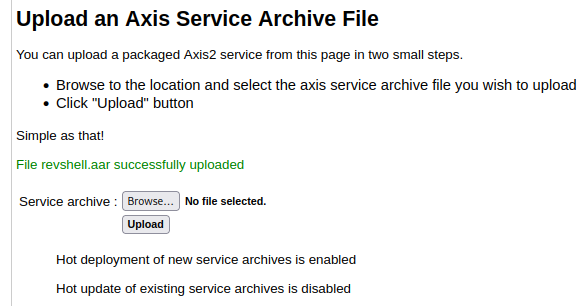 Upload an Axis Service Archive File
You can upload a packaged Axis2 service from this page in two small steps.
• Browse to the location and select the axis service archive file you wish to upload
• Click "Upload" button
Simple as that!
File revshell.aar successfully uploaded
Service archive : Browse... No file selected.
Upload
Hot deployment of new service archives is enabled
Hot update of existing service archives is disabled